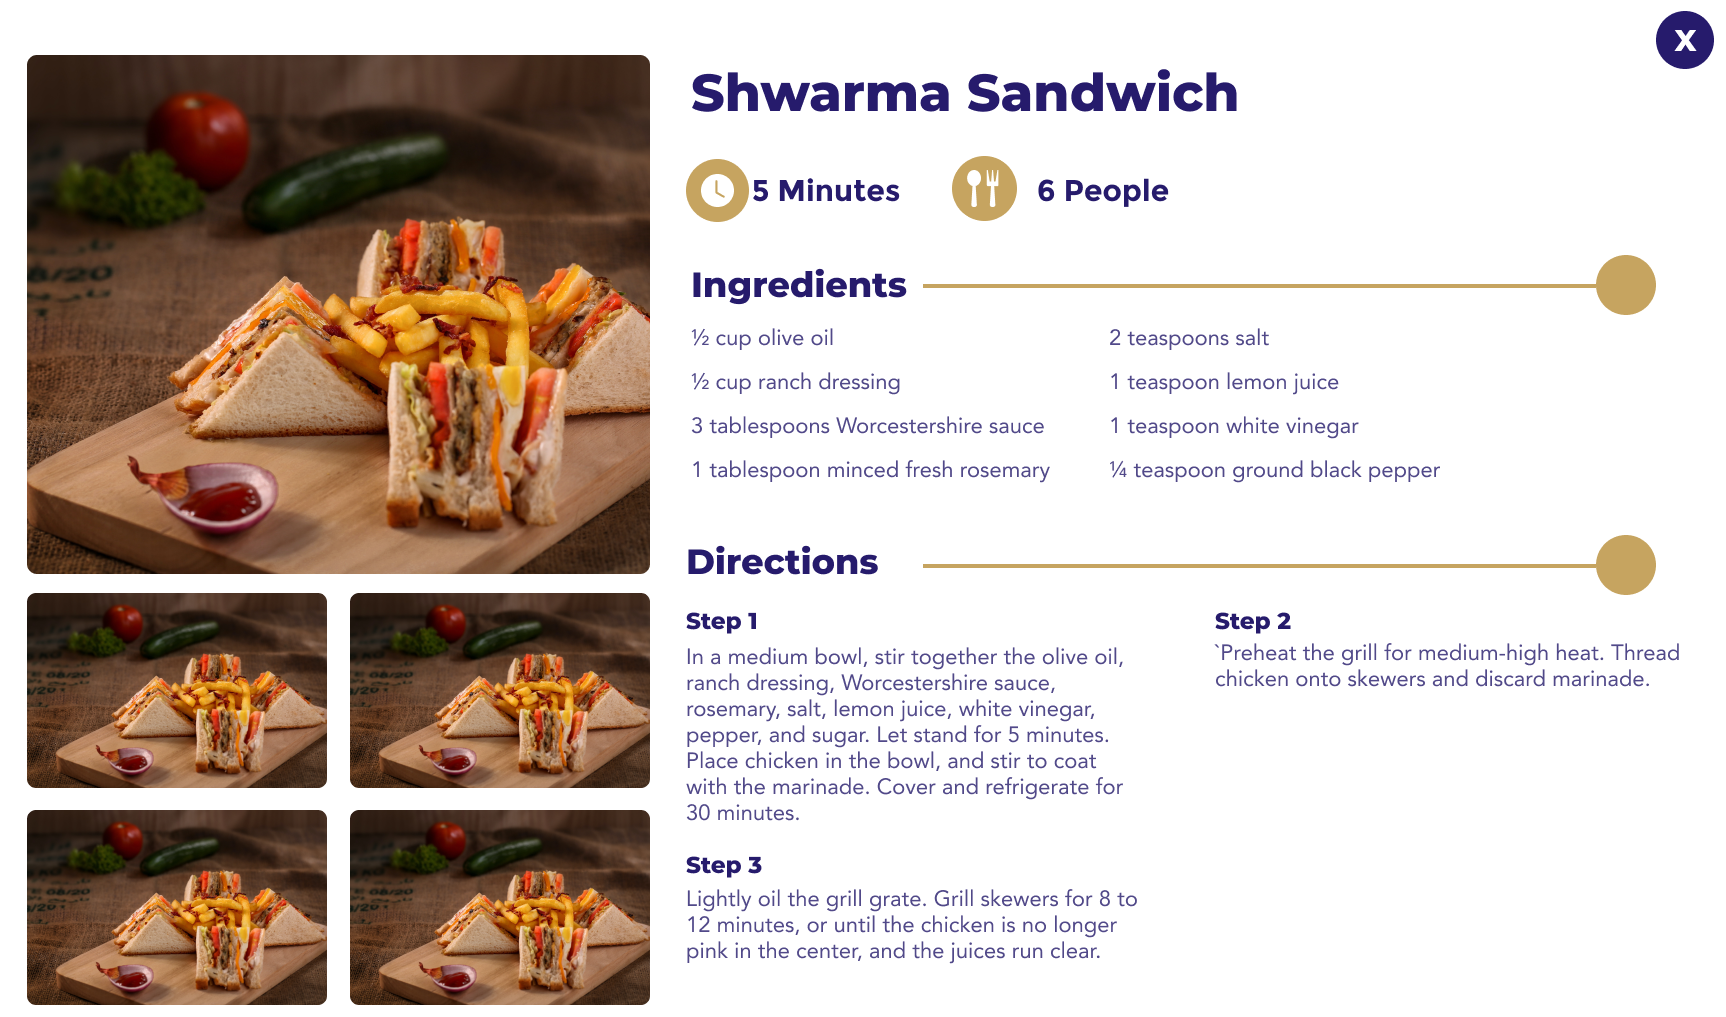 X
Shwarma Sandwich
5 Minutes
6 People
Ingredients
½ cup olive oil
2 teaspoons salt
½ cup ranch dressing
1 teaspoon lemon juice
3 tablespoons Worcestershire sauce
1 teaspoon white vinegar
1 tablespoon minced fresh rosemary
¼ teaspoon ground black pepper
Directions
Step 1
In a medium bowl, stir together the olive oil,
ranch dressing, Worcestershire sauce,
rosemary, salt, lemon juice, white vinegar,
pepper, and sugar. Let stand for 5 minutes.
Place chicken in the bowl, and stir to coat
with the marinade. Cover and refrigerate for
30 minutes.
Step 2
`Preheat the grill for medium-high heat. Thread
chicken onto skewers and discard marinade.
Step 3
Lightly oil the grill grate. Grill skewers for 8 to
12 minutes, or until the chicken is no longer
pink in the center, and the juices run clear.